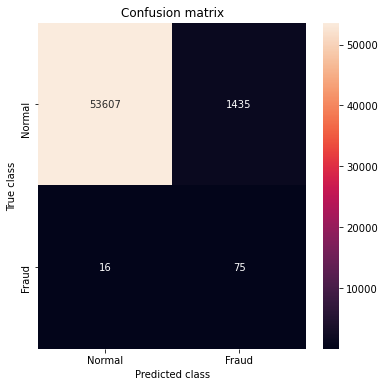 Confusion matrix
True class
Normal
Fraud
53607
1435
16
75
Normal
Fraud
Predicted class
50000
40000
30000
20000
10000